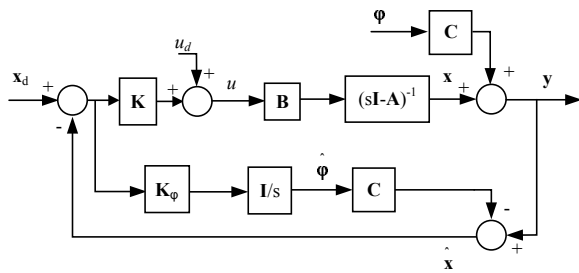 φ
C
u_d
x_d
+
+
+
+
-
K
+
u
B
(sI-A)⁻¹
x
+
y
K_φ
I/s
φ̂
C
-
+
x̂